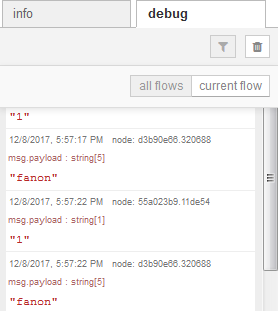 info debug
all flows current flow
"1"
12/8/2017, 5:57:17 PM node: d3b90e66.320688
msg.payload : string[5]
"fanon"
12/8/2017, 5:57:22 PM node: 55a023b9.11de54
msg.payload : string[1]
"1"
12/8/2017, 5:57:22 PM node: d3b90e66.320688
msg.payload : string[5]
"fanon"